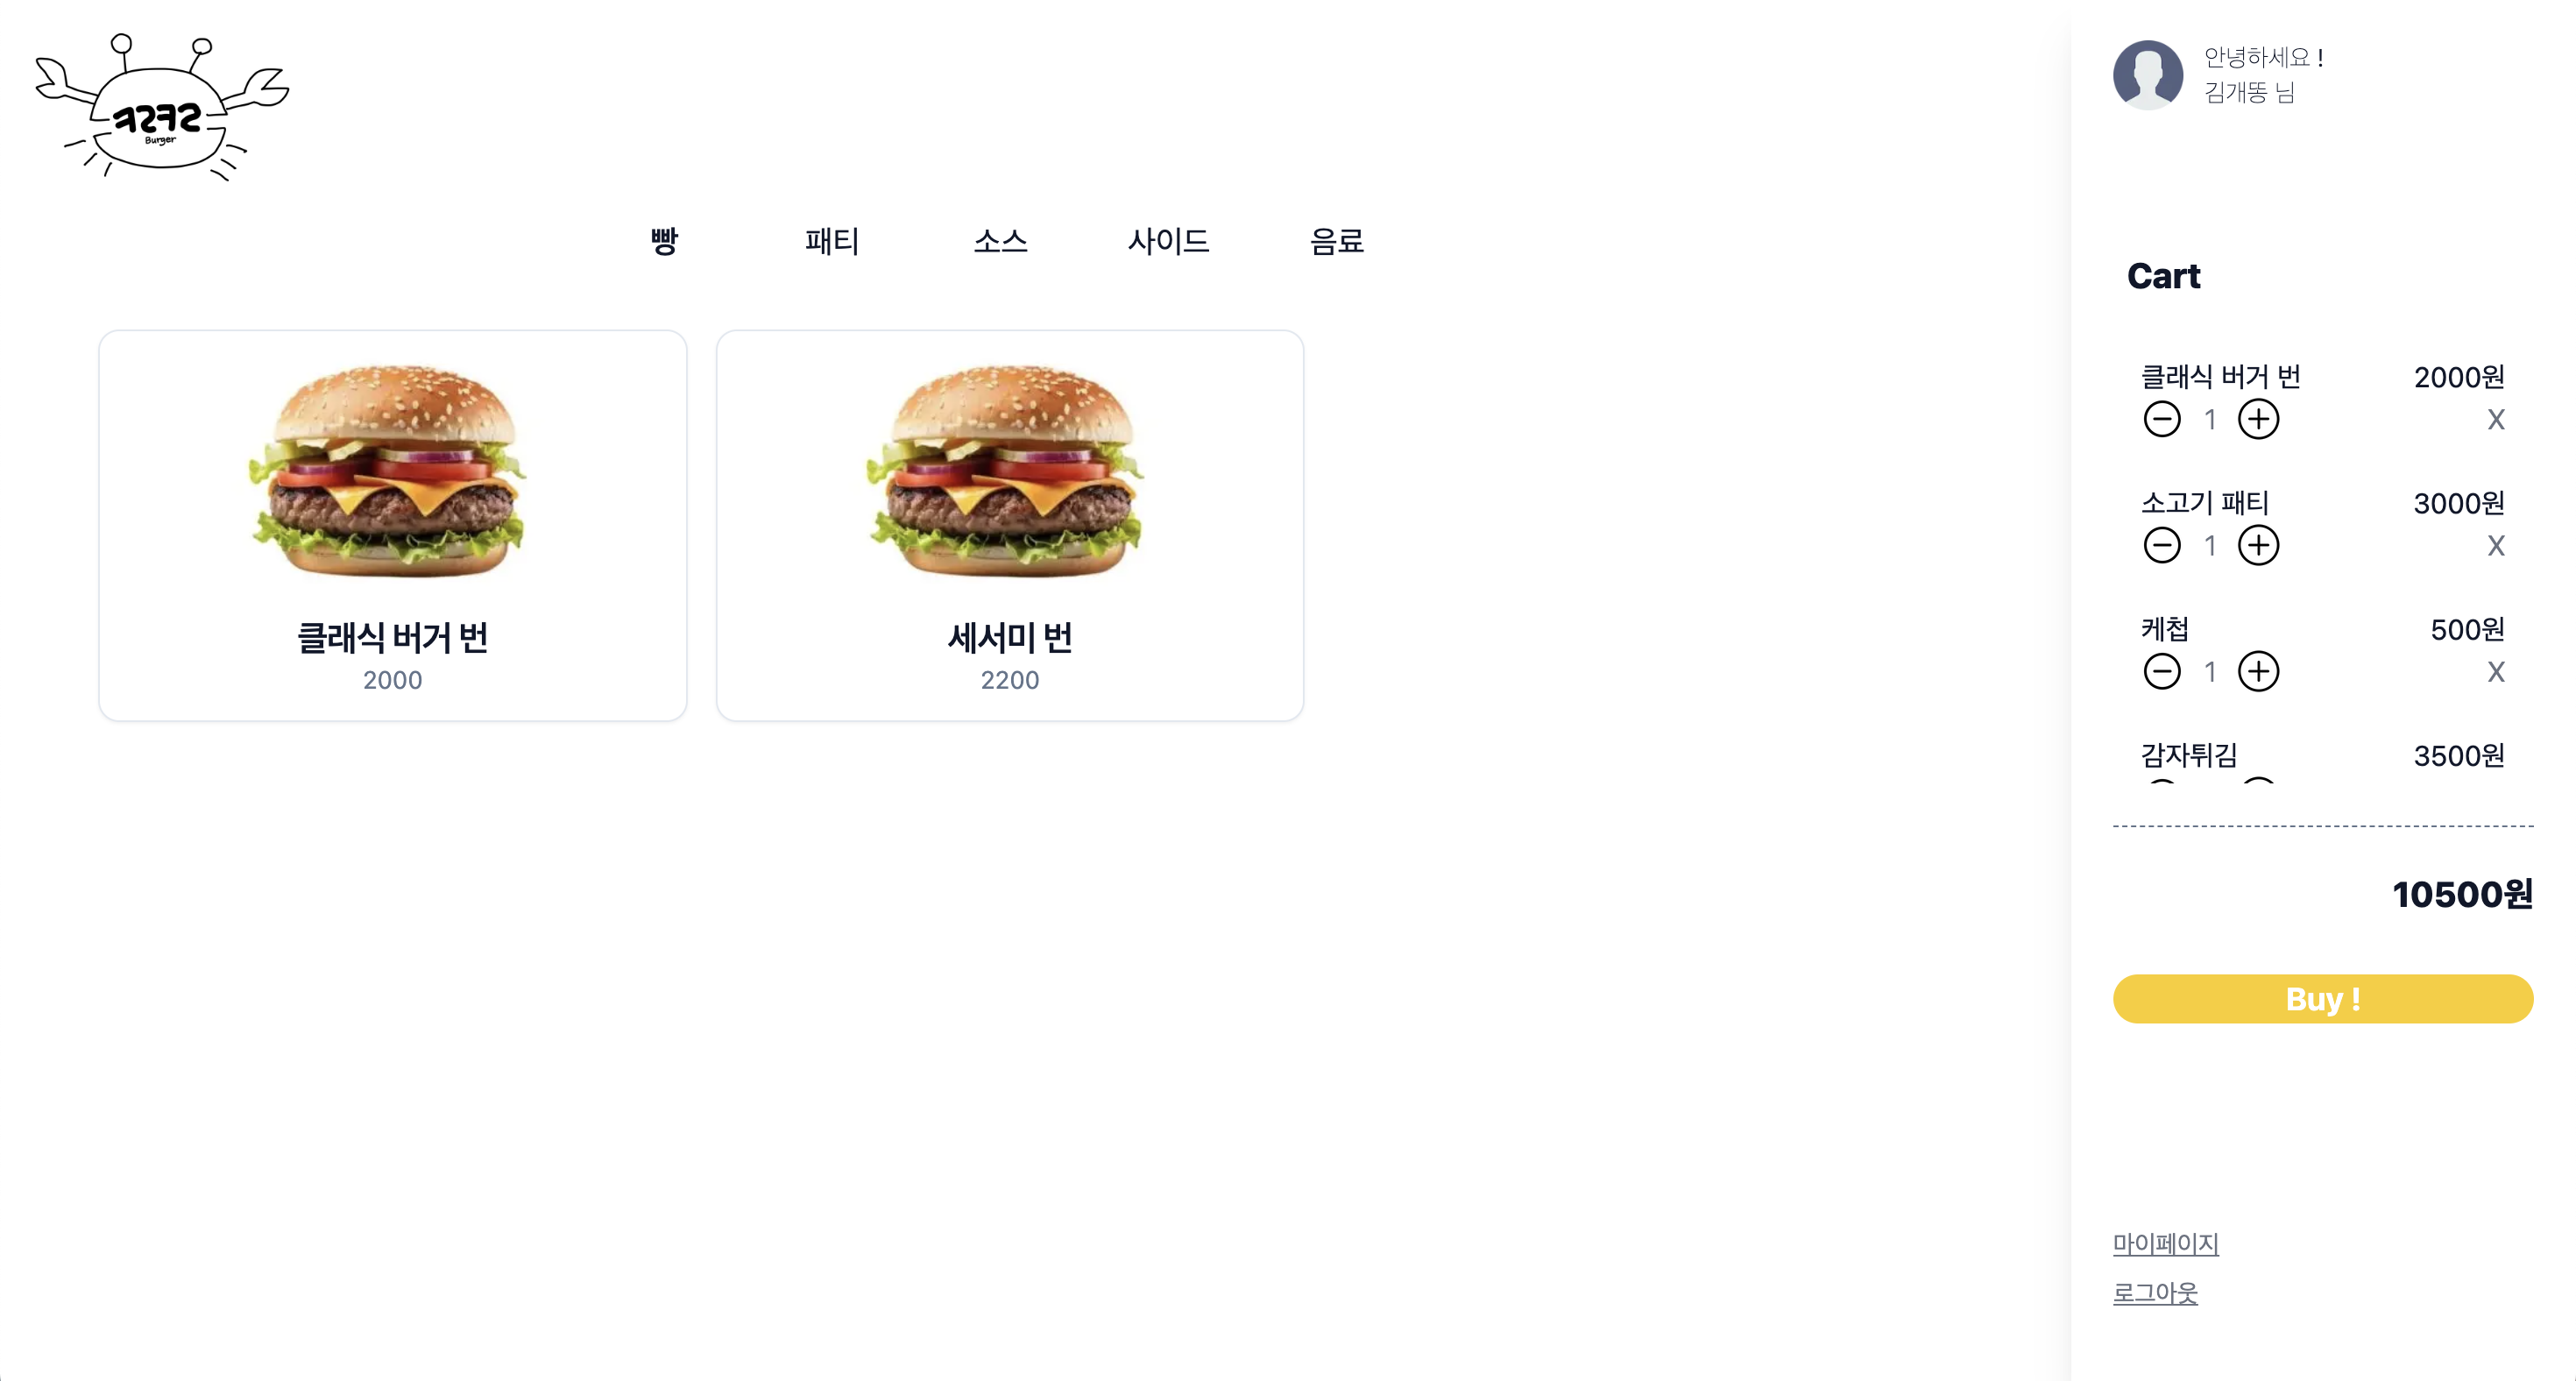 ㅋ2ㅋ2
Burger
빵
패티
소스
사이드
음료
클래식 버거 번
2000
세서미 번
2200
안녕하세요 !
김개똥 님
Cart
클래식 버거 번
2000원
1
X
소고기 패티
3000원
1
X
케첩
500원
1
X
감자튀김
3500원
10500원
Buy !
마이페이지
로그아웃